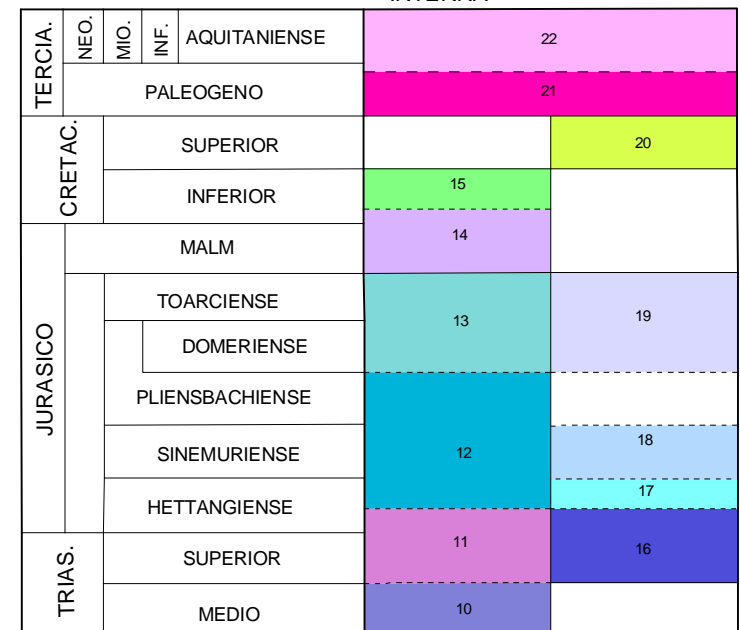 TERCIA.
NEO.
MIO.
INF.
AQUITANIENSE
22
PALEOGENO
21
CRETAC.
SUPERIOR
20
INFERIOR
15
14
MALM
JURASICO
TOARCIENSE
13
19
DOMERIENSE
PLIENSBACHIENSE
12
SINEMURIENSE
18
17
HETTANGIENSE
TRIAS.
SUPERIOR
11
16
MEDIO
10